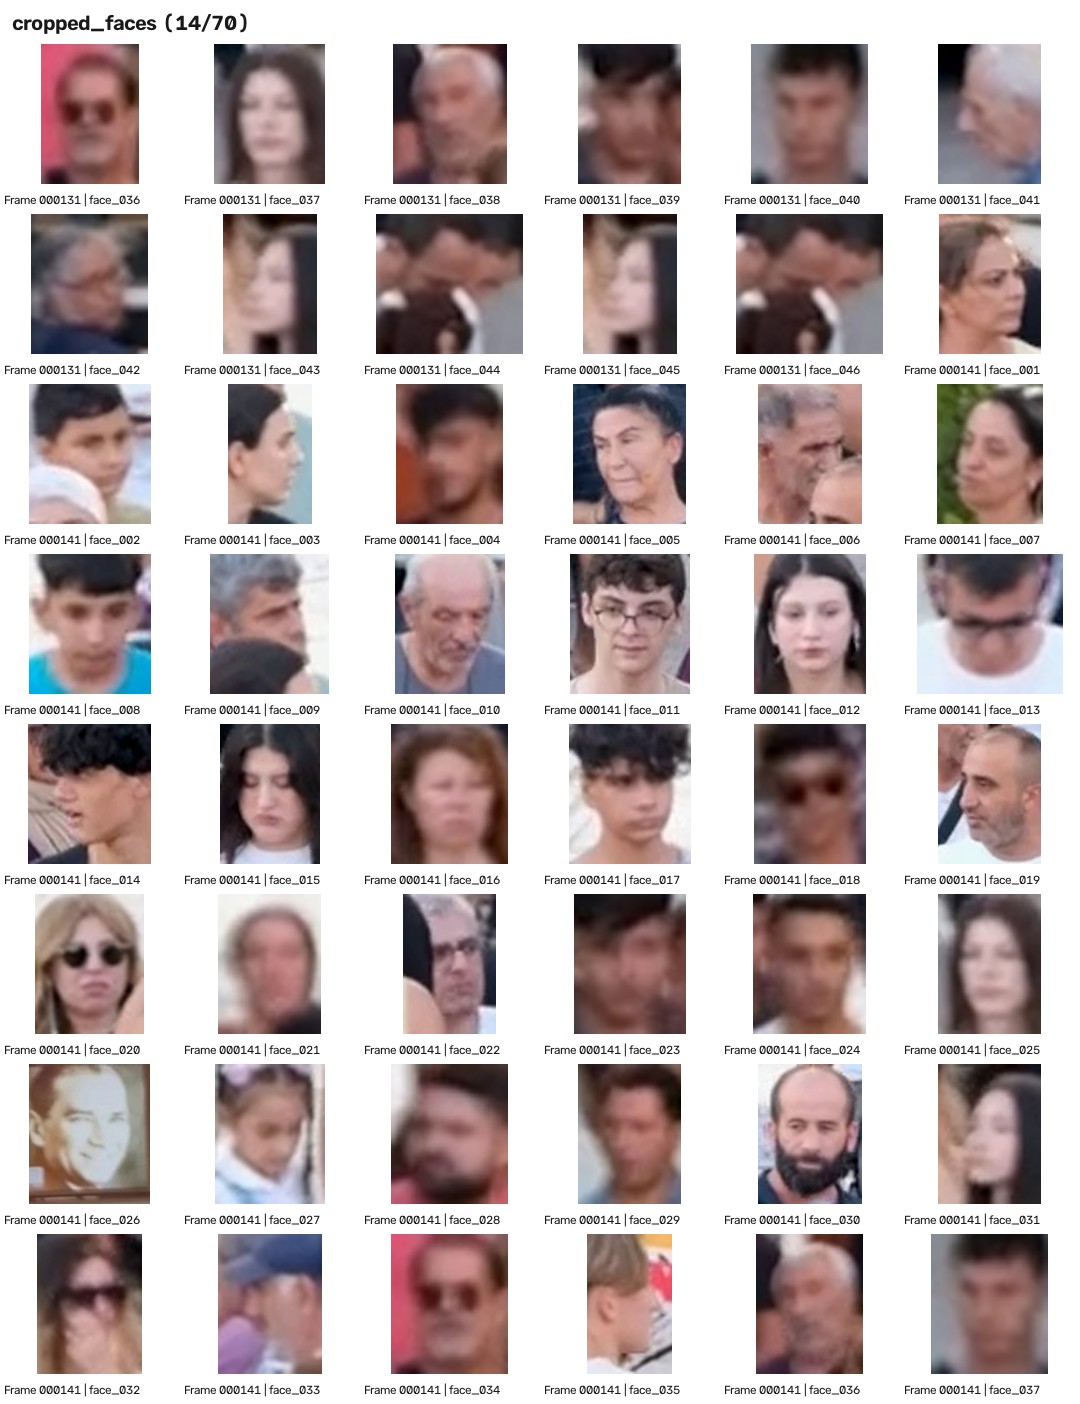 cropped_faces (14/70)
Frame 000131 | face_036
Frame 000131 | face_037
Frame 000131 | face_038
Frame 000131 | face_039
Frame 000131 | face_040
Frame 000131 | face_041
Frame 000131 | face_042
Frame 000131 | face_043
Frame 000131 | face_044
Frame 000131 | face_045
Frame 000131 | face_046
Frame 000141 | face_001
Frame 000141 | face_002
Frame 000141 | face_003
Frame 000141 | face_004
Frame 000141 | face_005
Frame 000141 | face_006
Frame 000141 | face_007
Frame 000141 | face_008
Frame 000141 | face_009
Frame 000141 | face_010
Frame 000141 | face_011
Frame 000141 | face_012
Frame 000141 | face_013
Frame 000141 | face_014
Frame 000141 | face_015
Frame 000141 | face_016
Frame 000141 | face_017
Frame 000141 | face_018
Frame 000141 | face_019
Frame 000141 | face_020
Frame 000141 | face_021
Frame 000141 | face_022
Frame 000141 | face_023
Frame 000141 | face_024
Frame 000141 | face_025
Frame 000141 | face_026
Frame 000141 | face_027
Frame 000141 | face_028
Frame 000141 | face_029
Frame 000141 | face_030
Frame 000141 | face_031
Frame 000141 | face_032
Frame 000141 | face_033
Frame 000141 | face_034
Frame 000141 | face_035
Frame 000141 | face_036
Frame 000141 | face_037